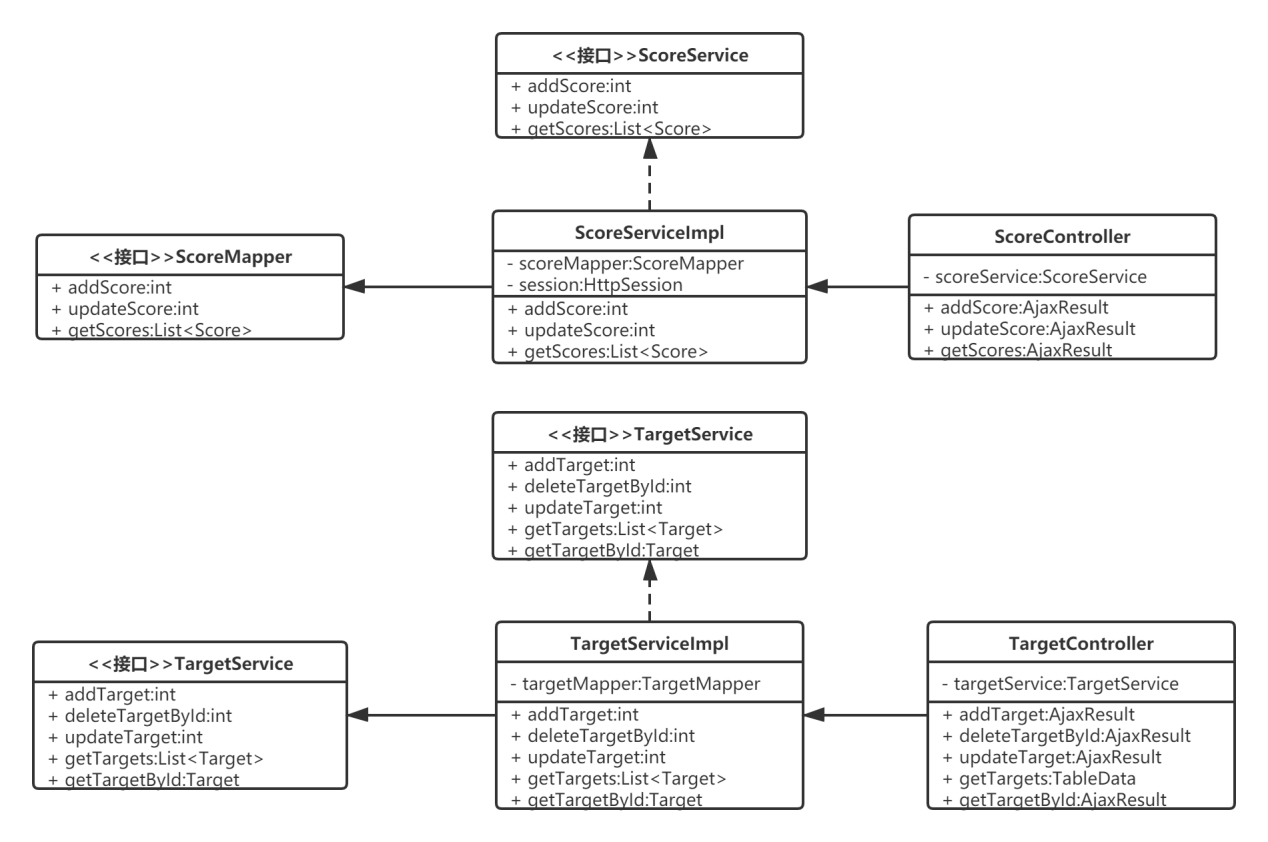 <<接口>>ScoreService
+ addScore:int
+ updateScore:int
+ getScores:List<Score>
<<接口>>ScoreMapper
+ addScore:int
+ updateScore:int
+ getScores:List<Score>
ScoreServiceImpl
- scoreMapper:ScoreMapper
- session:HttpSession
+ addScore:int
+ updateScore:int
+ getScores:List<Score>
ScoreController
- scoreService:ScoreService
+ addScore:AjaxResult
+ updateScore:AjaxResult
+ getScores:AjaxResult
<<接口>>TargetService
+ addTarget:int
+ deleteTargetById:int
+ updateTarget:int
+ getTargets:List<Target>
+ getTargetById:Target
<<接口>>TargetService
+ addTarget:int
+ deleteTargetById:int
+ updateTarget:int
+ getTargets:List<Target>
+ getTargetById:Target
TargetServiceImpl
- targetMapper:TargetMapper
+ addTarget:int
+ deleteTargetById:int
+ updateTarget:int
+ getTargets:List<Target>
+ getTargetById:Target
TargetController
- targetService:TargetService
+ addTarget:AjaxResult
+ deleteTargetById:AjaxResult
+ updateTarget:AjaxResult
+ getTargets:TableData
+ getTargetById:AjaxResult